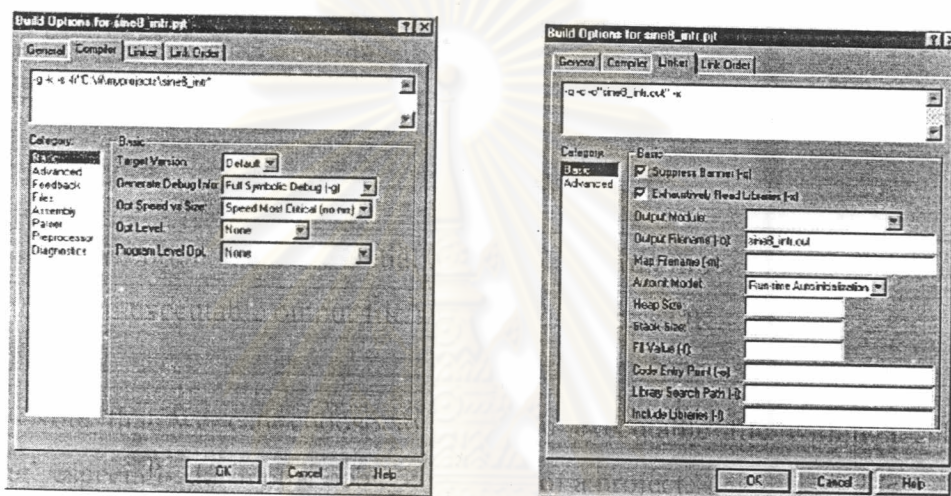 Build Options for sine8_intr.pjt
General Compiler Linker Link Order
-g -k -s
Category:
Basic
Advanced
Feedback
Files
Assembly
Parser
Preprocessor
Diagnostics
Basic
Target Version: Default
Generate Debug Info: Full Symbolic Debug (-g)
Opt Speed vs Size: Speed Most Critical (no ms)
Opt Level: None
Program Level Opt.: None
OK Cancel Help
Build Options for sine8_intr.pjt
General Compiler Linker Link Order
-q -c -o"sine8_intr.out" -x
Category:
Basic
Advanced
Basic
Suppress Banner (-q)
Exhaustively Read Libraries (-x)
Output Module:
Output Filename (-o): sine8_intr.out
Map Filename (-m):
Autoinit Model: Run-time Autoinitialization
Heap Size
Stack Size:
Fill Value (-f):
Code Entry Point (-e):
Library Search Path (-i):
Include Libraries (-l):
OK Cancel Help